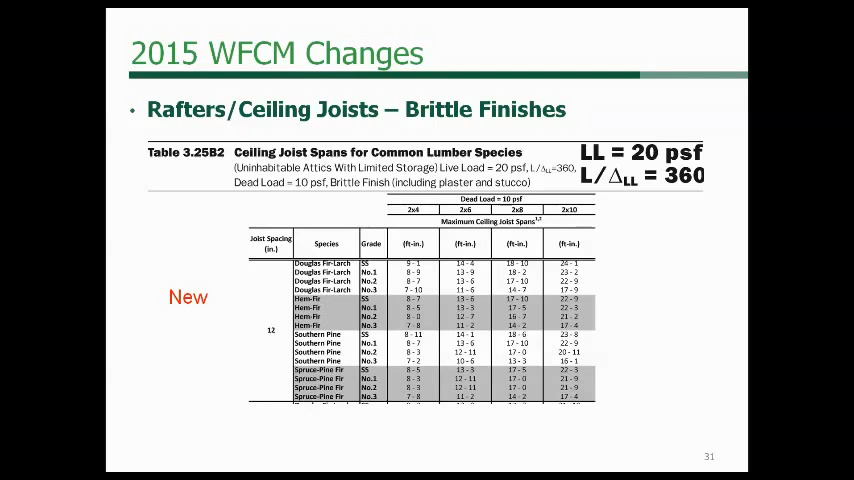 2015 WFCM Changes
• Rafters/Ceiling Joists – Brittle Finishes
Table 3.25B2 Ceiling Joist Spans for Common Lumber Species
(Uninhabitable Attics With Limited Storage) Live Load = 20 psf, L/ΔLL=360,
Dead Load = 10 psf, Brittle Finish (including plaster and stucco)
LL = 20 psf
L/ΔLL = 360
Dead Load = 10 psf
2x4 2x6 2x8 2x10
Maximum Ceiling Joist Spans1,2
Joist Spacing (in.) Species Grade (ft-in.) (ft-in.) (ft-in.) (ft-in.)
Douglas Fir-Larch SS 9 - 1 14 - 4 18 - 10 24 - 1
Douglas Fir-Larch No.1 8 - 9 13 - 9 18 - 2 23 - 2
Douglas Fir-Larch No.2 8 - 7 13 - 6 17 - 10 22 - 9
Douglas Fir-Larch No.3 7 - 10 11 - 6 14 - 7 17 - 9
New
Hem-Fir SS 8 - 7 13 - 6 17 - 10 22 - 9
Hem-Fir No.1 8 - 5 13 - 3 17 - 5 22 - 3
Hem-Fir No.2 8 - 0 12 - 7 16 - 7 21 - 2
Hem-Fir No.3 7 - 8 11 - 2 14 - 2 17 - 4
12
Southern Pine SS 8 - 11 14 - 1 18 - 6 23 - 8
Southern Pine No.1 8 - 7 13 - 6 17 - 10 22 - 9
Southern Pine No.2 8 - 3 12 - 11 17 - 0 20 - 11
Southern Pine No.3 7 - 2 10 - 6 13 - 3 16 - 1
Spruce-Pine Fir SS 8 - 5 13 - 3 17 - 5 22 - 3
Spruce-Pine Fir No.1 8 - 3 12 - 11 17 - 0 21 - 9
Spruce-Pine Fir No.2 8 - 3 12 - 11 17 - 0 21 - 9
Spruce-Pine Fir No.3 7 - 8 11 - 2 14 - 2 17 - 4
31